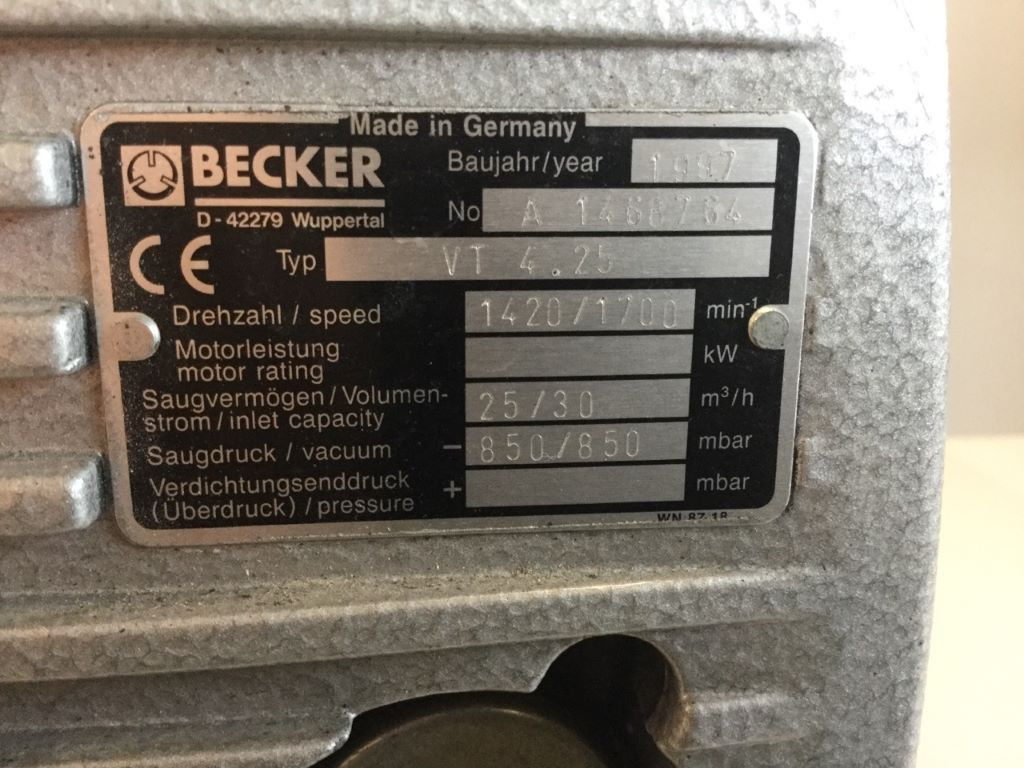 Made in Germany
BECKER
D-42279 Wuppertal
Baujahr/year 1997
No A 1468764
CE Typ VT 4.25
Drehzahl / speed 1420/1700 min-1
Motorleistung
motor rating kW
Saugvermögen/Volumen-
strom/inlet capacity 25/30 m³/h
Saugdruck / vacuum - 850/850 mbar
Verdichtungsenddruck
(Überdruck) / pressure + mbar
WN 87-18